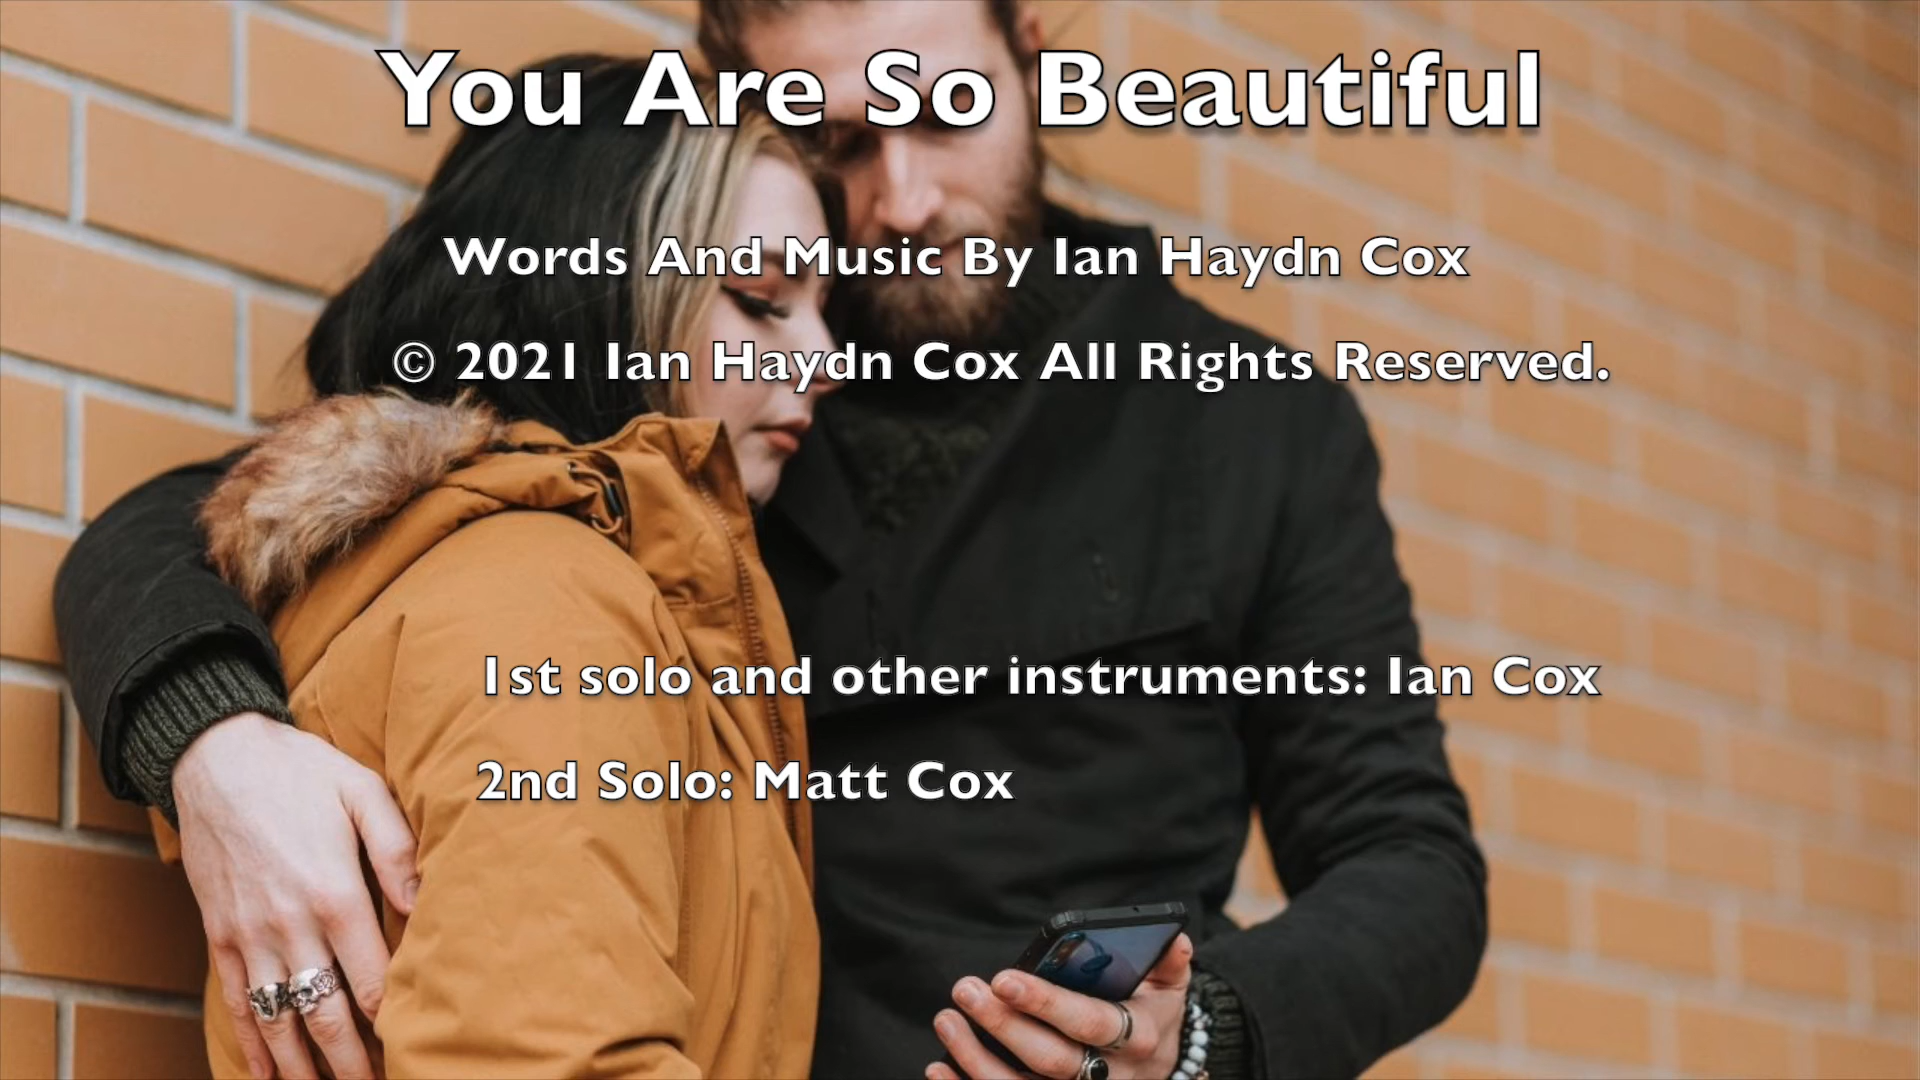 You Are So Beautiful
Words And Music By Ian Haydn Cox
© 2021 Ian Haydn Cox All Rights Reserved.
1st solo and other instruments: Ian Cox
2nd Solo: Matt Cox